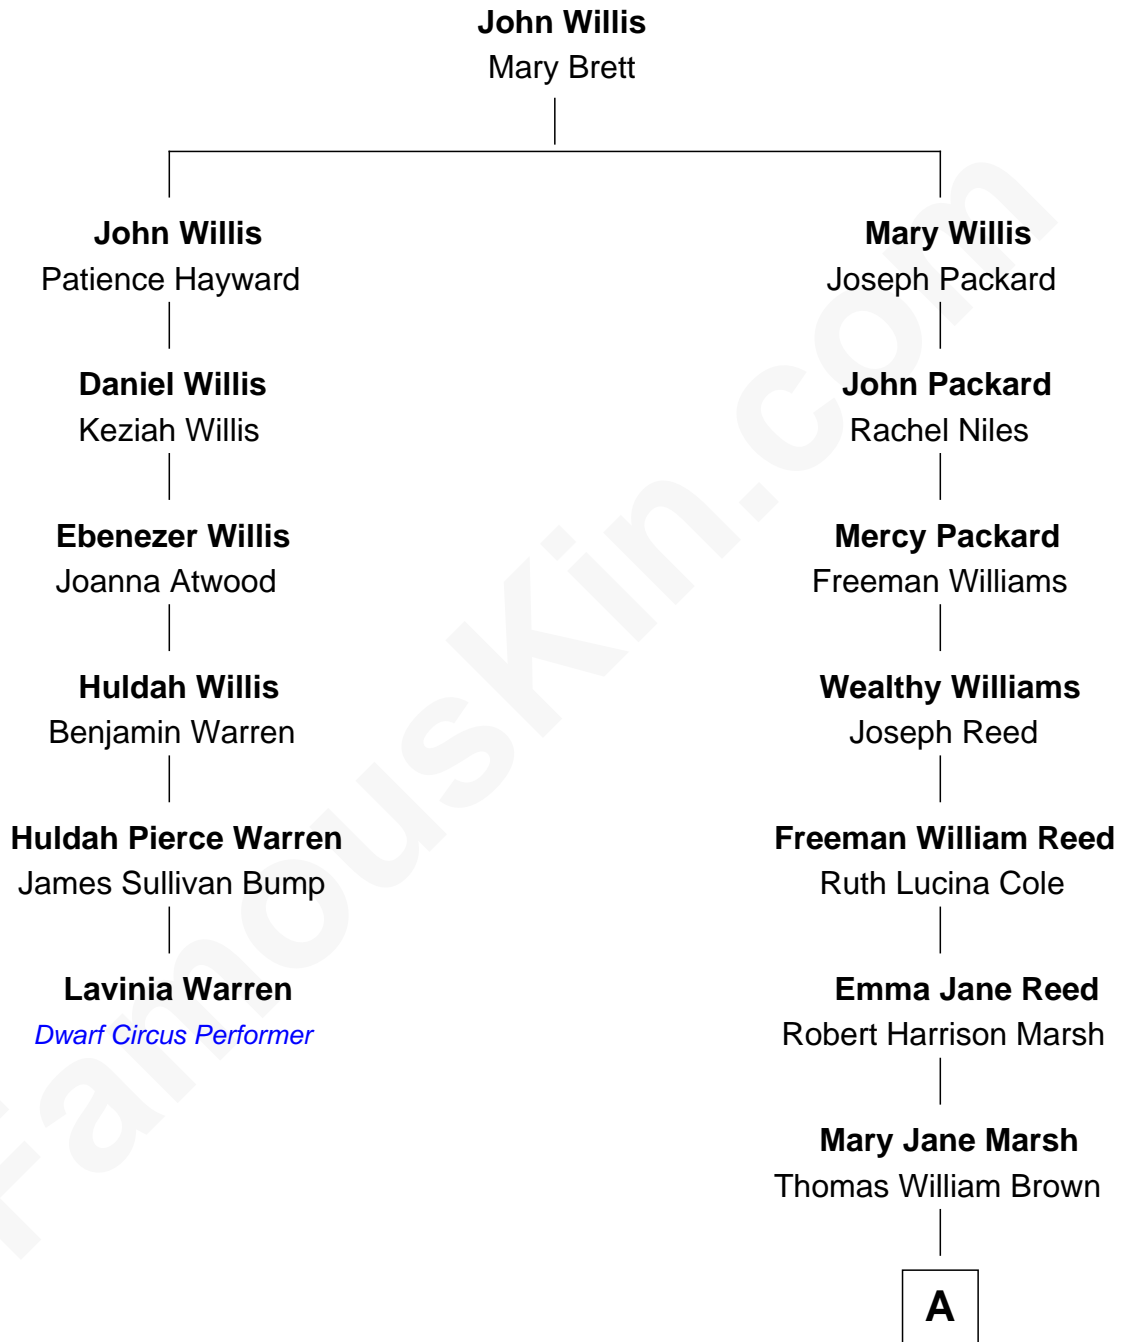 John Willis
Mary Brett
John Willis
Patience Hayward
Daniel Willis
Keziah Willis
Ebenezer Willis
Joanna Atwood
Huldah Willis
Benjamin Warren
Huldah Pierce Warren
James Sullivan Bump
Lavinia Warren
Dwarf Circus Performer
Mary Willis
Joseph Packard
John Packard
Rachel Niles
Mercy Packard
Freeman Williams
Wealthy Williams
Joseph Reed
Freeman William Reed
Ruth Lucina Cole
Emma Jane Reed
Robert Harrison Marsh
Mary Jane Marsh
Thomas William Brown
A
FamousKin.com